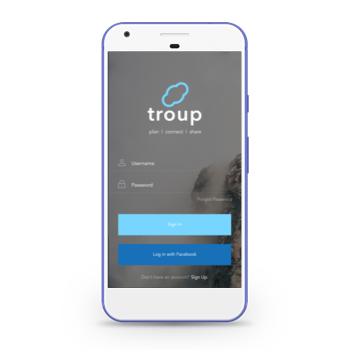 troup
plan | connect | share
Username
Password
Forgot Password
Sign In
Log in with Facebook
Don't have an account? Sign Up.